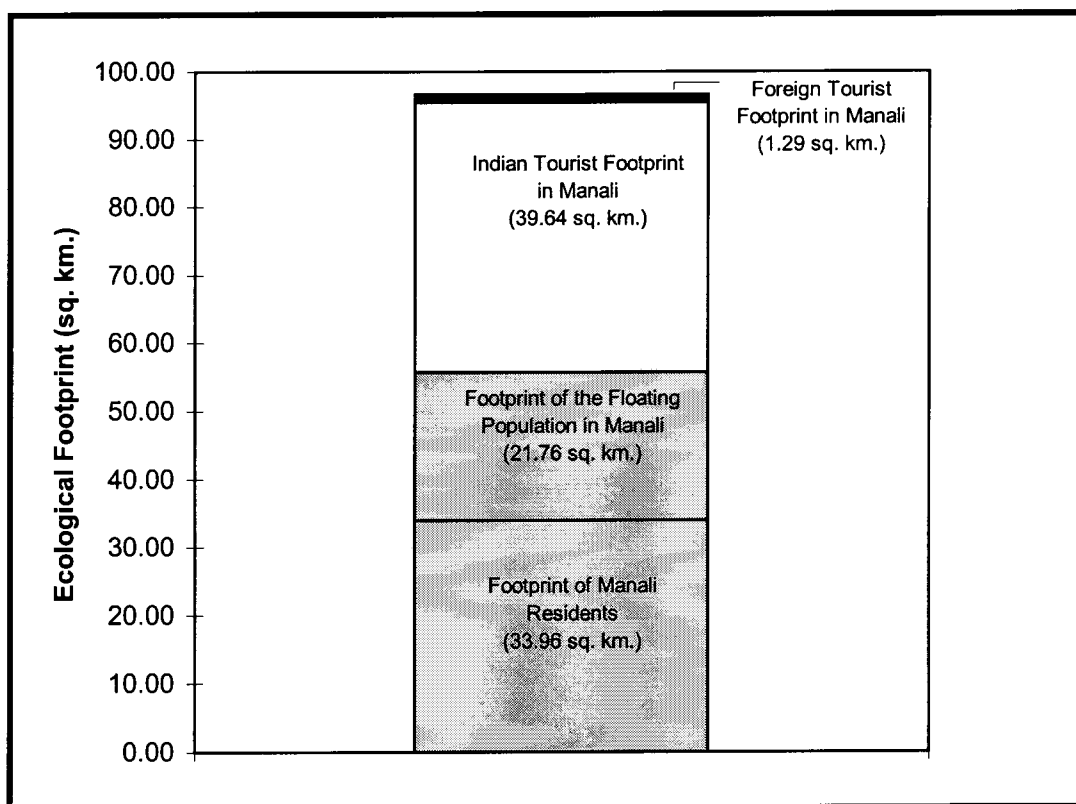 Ecological Footprint (sq. km.)
100.00
90.00
80.00
70.00
60.00
50.00
40.00
30.00
20.00
10.00
0.00
Foreign Tourist
Footprint in Manali
(1.29 sq. km.)
Indian Tourist Footprint
in Manali
(39.64 sq. km.)
Footprint of the Floating
Population in Manali
(21.76 sq. km.)
Footprint of Manali
Residents
(33.96 sq. km.)